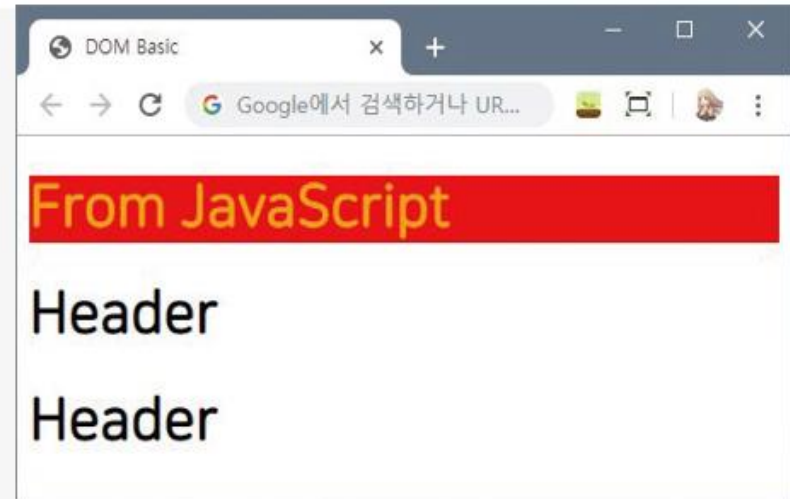 DOM Basic
Google에서 검색하거나 UR...
From JavaScript
Header
Header